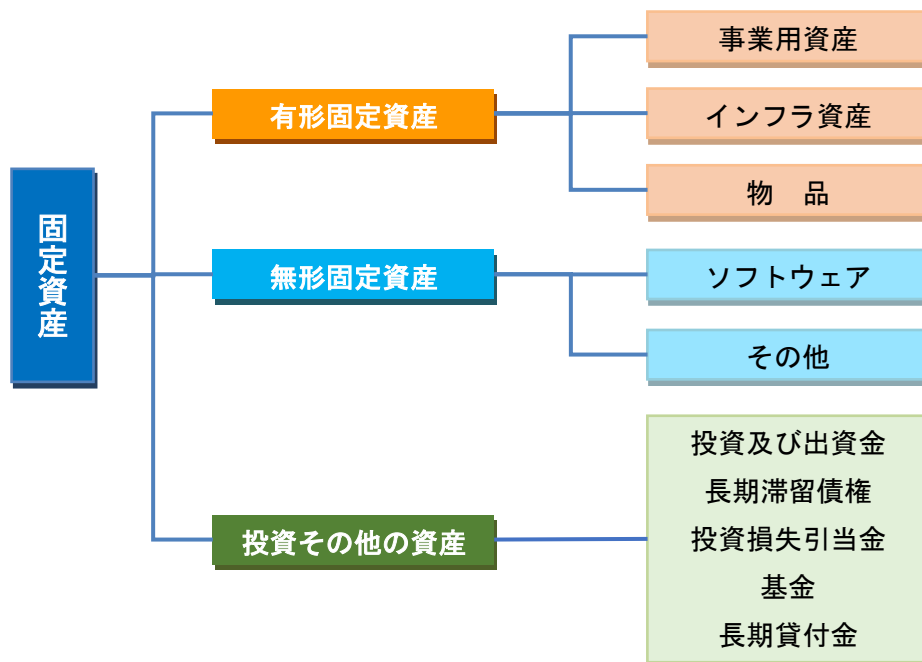 固定資産
有形固定資産
事業用資産
インフラ資産
物　品
無形固定資産
ソフトウェア
その他
投資その他の資産
投資及び出資金
長期滞留債権
投資損失引当金
基金
長期貸付金